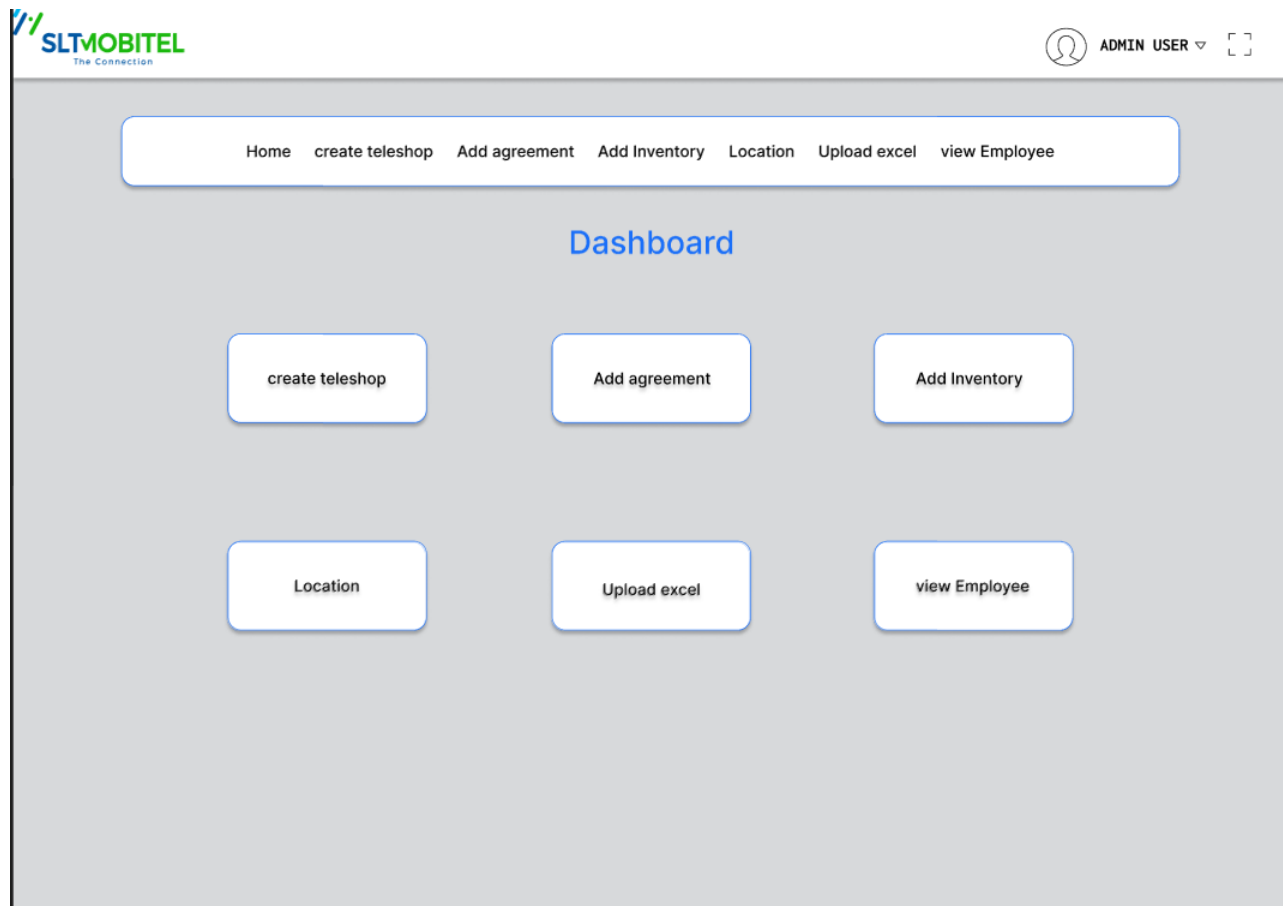 SLTMOBITEL
The Connection
ADMIN USER
Home create teleshop Add agreement Add Inventory Location Upload excel view Employee
Dashboard
create teleshop Add agreement Add Inventory
Location Upload excel view Employee